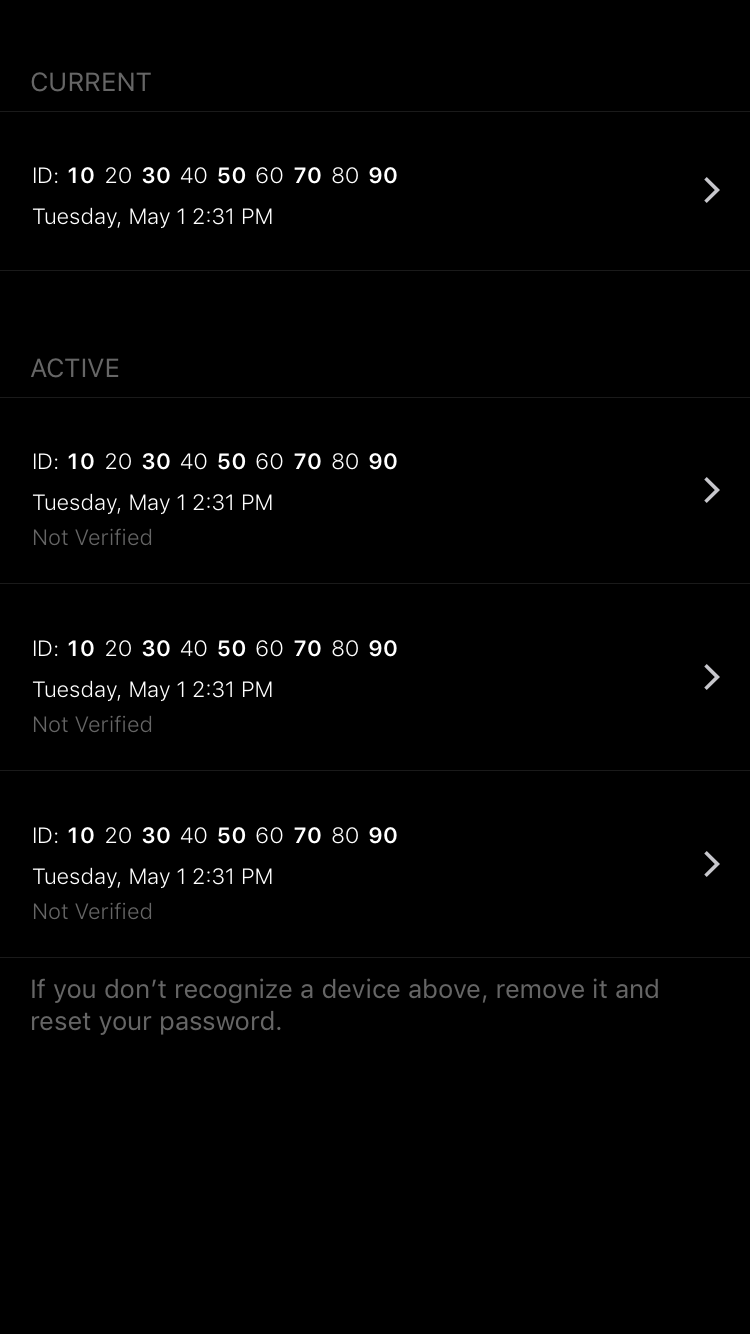 CURRENT
ID: 10 20 30 40 50 60 70 80 90
Tuesday, May 1 2:31 PM
ACTIVE
ID: 10 20 30 40 50 60 70 80 90
Tuesday, May 1 2:31 PM
Not Verified
ID: 10 20 30 40 50 60 70 80 90
Tuesday, May 1 2:31 PM
Not Verified
ID: 10 20 30 40 50 60 70 80 90
Tuesday, May 1 2:31 PM
Not Verified
If you don’t recognize a device above, remove it and
reset your password.